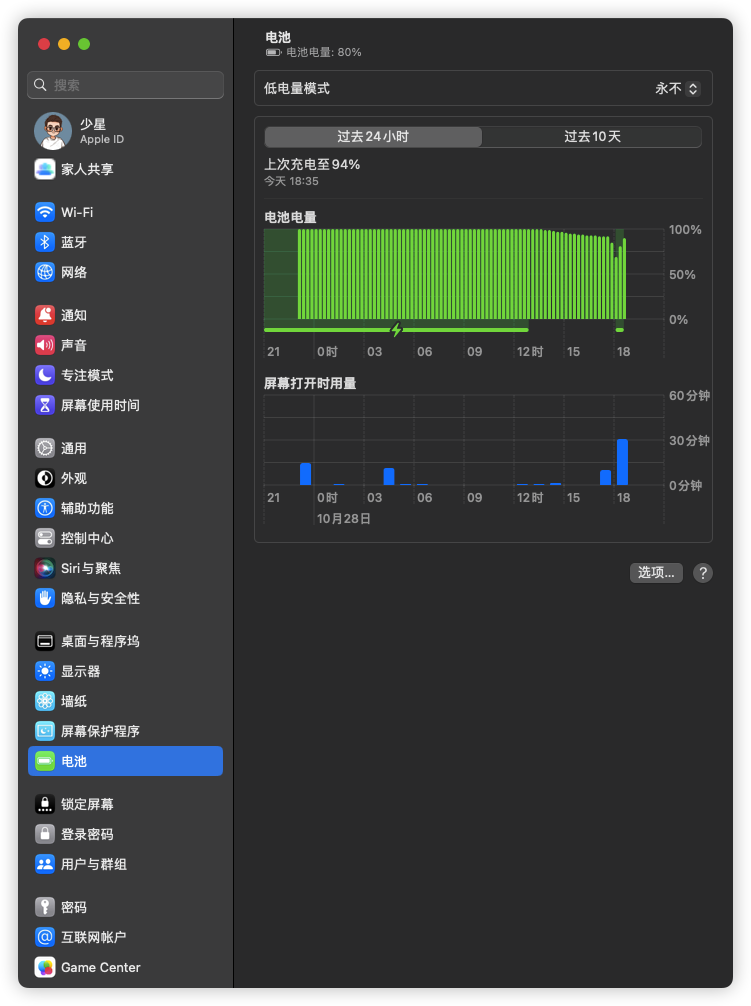 搜索
少星
Apple ID
家人共享
Wi-Fi
蓝牙
网络
通知
声音
专注模式
屏幕使用时间
通用
外观
辅助功能
控制中心
Siri与聚焦
隐私与安全性
桌面与程序坞
显示器
墙纸
屏幕保护程序
电池
锁定屏幕
登录密码
用户与群组
密码
互联网帐户
Game Center
电池
电池电量: 80%
低电量模式 永不
过去24小时 过去10天
上次充电至94%
今天 18:35
电池电量
100%
50%
0%
21 0时 03 06 09 12时 15 18
屏幕打开时用量
60分钟
30分钟
0分钟
21 0时 03 06 09 12时 15 18
10月28日
选项... ?